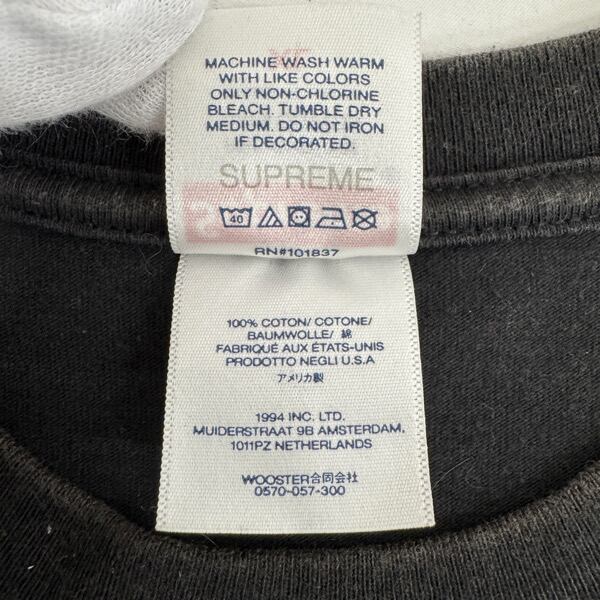 MACHINE WASH WARM
WITH LIKE COLORS
ONLY NON-CHLORINE
BLEACH. TUMBLE DRY
MEDIUM. DO NOT IRON
IF DECORATED.
SUPREME
40
RN#101837
100% COTON/ COTONE/
BAUMWOLLE/ 綿
FABRIQUÉ AUX ÉTATS-UNIS
PRODOTTO NEGLI U.S.A
アメリカ製
1994 INC. LTD.
MUIDERSTRAAT 9B AMSTERDAM,
1011PZ NETHERLANDS
WOOSTER合同会社
0570-057-300